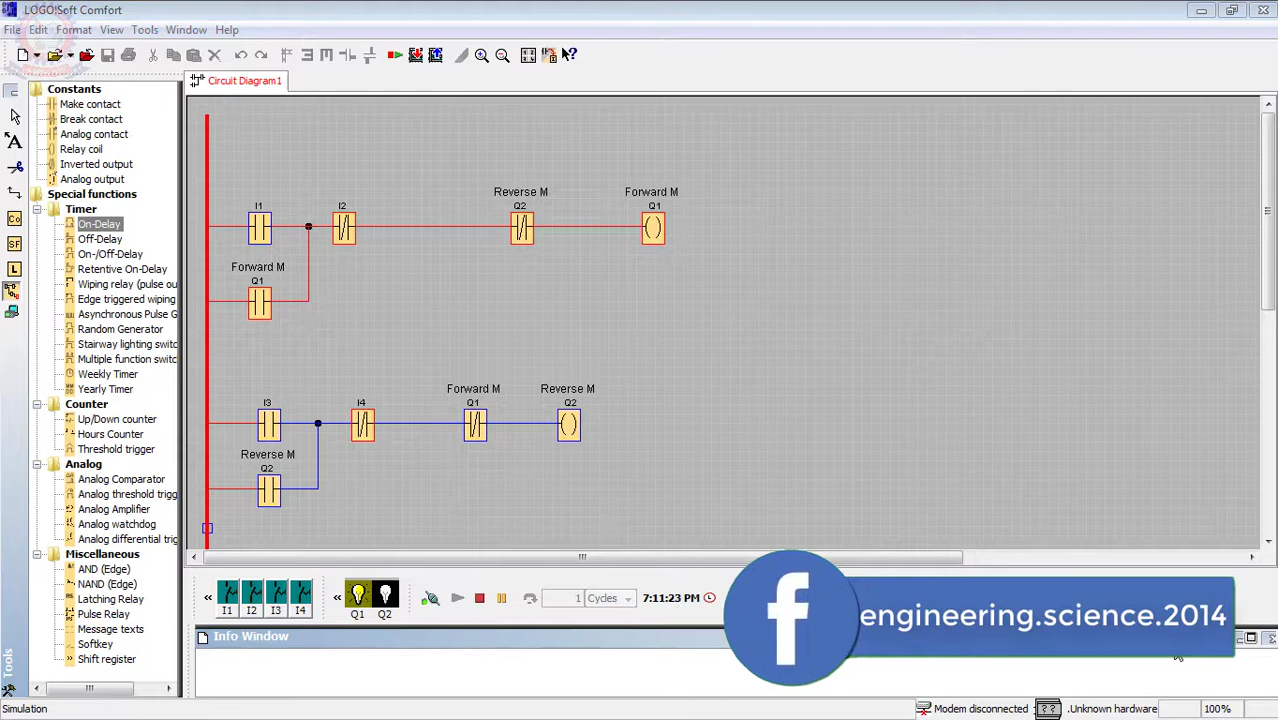 LOGO!Soft Comfort
File Edit Format View Tools Window Help
Circuit Diagram1
Constants
Make contact
Break contact
Analog contact
Relay coil
Inverted output
Analog output
Special functions
Timer
On-Delay
Off-Delay
On-/Off-Delay
Retentive On-Delay
Wiping relay (pulse ou
Edge triggered wiping
Asynchronous Pulse G
Random Generator
Stairway lighting switc
Multiple function switc
Weekly Timer
Yearly Timer
Counter
Up/Down counter
Hours Counter
Threshold trigger
Analog
Analog Comparator
Analog threshold trigg
Analog Amplifier
Analog watchdog
Analog differential trig
Miscellaneous
AND (Edge)
NAND (Edge)
Latching Relay
Pulse Relay
Message texts
Softkey
Shift register
Co
SF
L
Tools
Reverse M Forward M
I1 I2 Q2 Q1
Forward M
Q1
Forward M Reverse M
I3 I4 Q1 Q2
Reverse M
Q2
I1 I2 I3 I4 Q1 Q2
1 Cycles 7:11:23 PM
Info Window
f engineering.science.2014
Simulation Modem disconnected ?? .Unknown hardware 100%